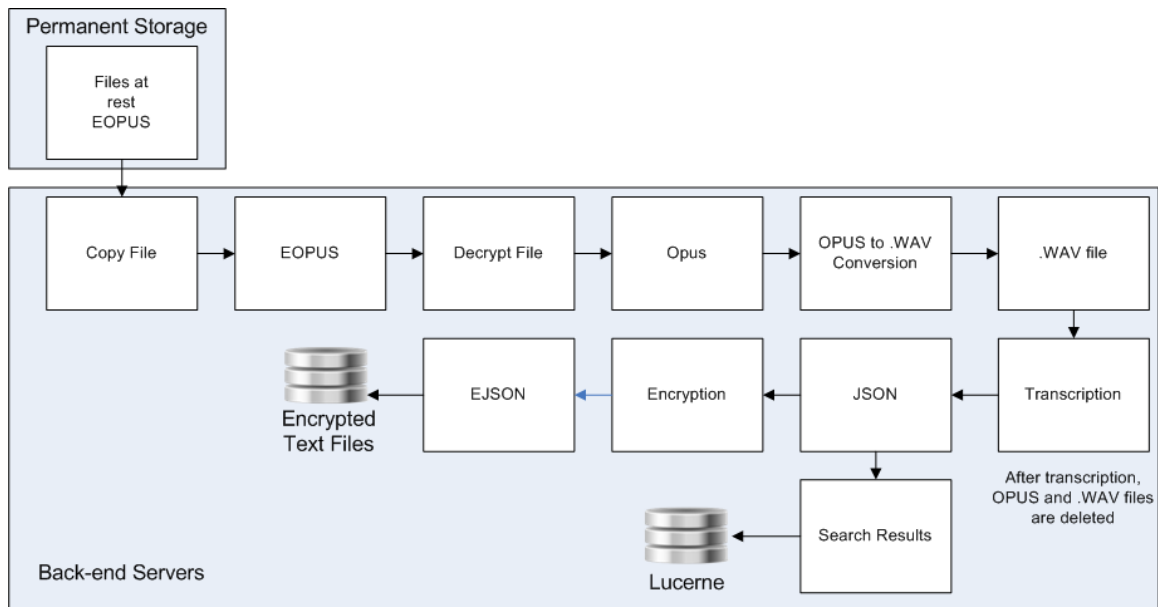 Permanent Storage
Files at
rest
EOPUS
Copy File
EOPUS
Decrypt File
Opus
OPUS to .WAV
Conversion
.WAV file
Encrypted
Text Files
EJSON
Encryption
JSON
Transcription
After transcription,
OPUS and .WAV files
are deleted
Lucerne
Search Results
Back-end Servers